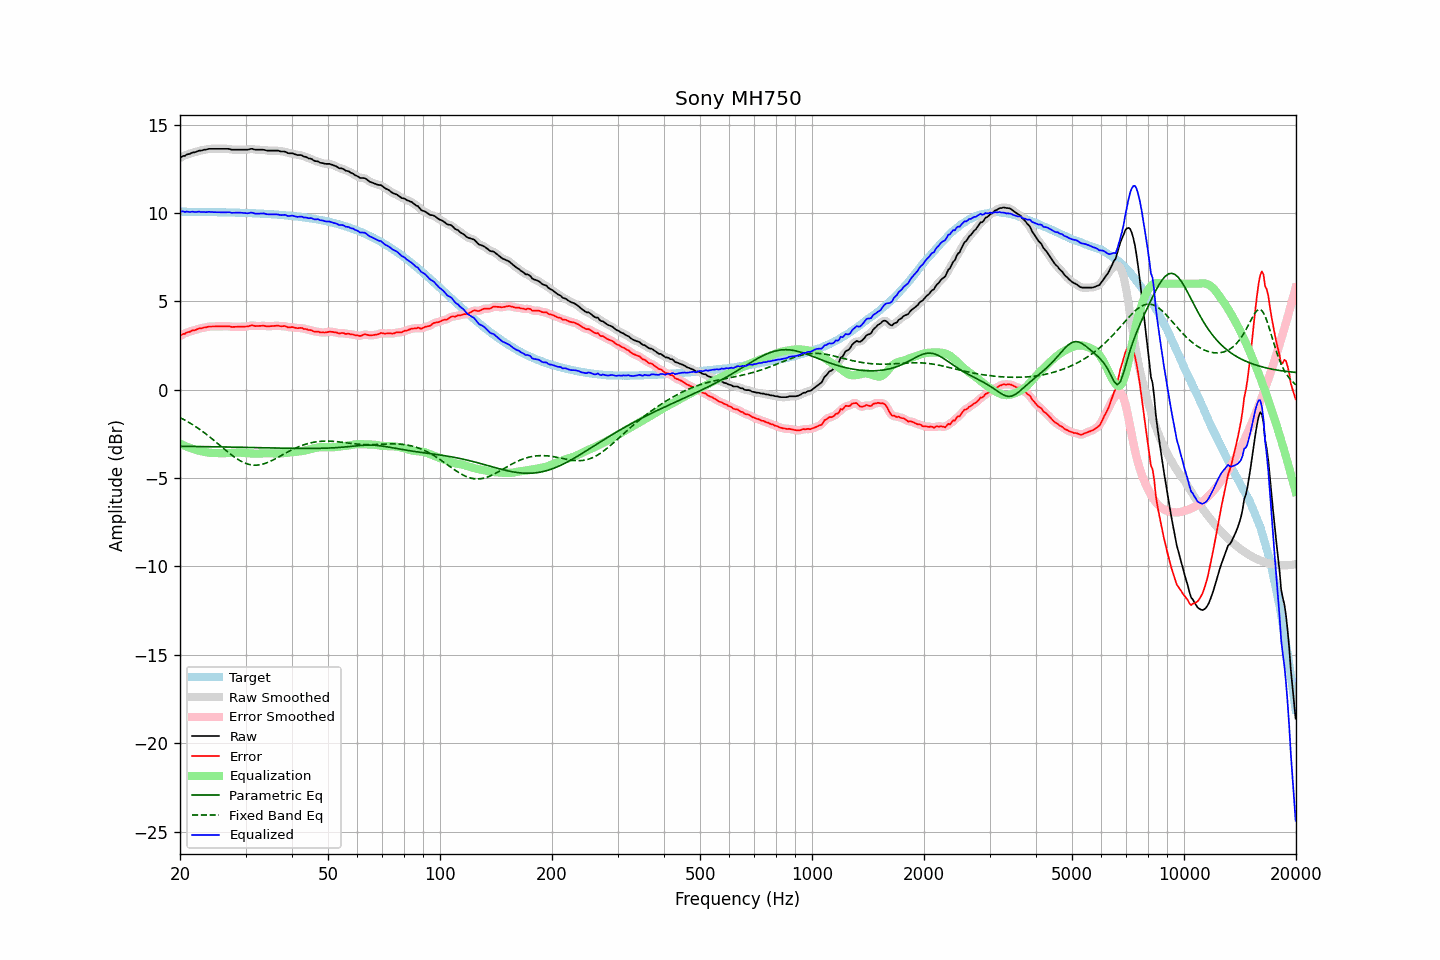 Sony MH750
15
10
5
0
−5
−10
−15
−20
−25
Amplitude (dBr)
Target
Raw Smoothed
Error Smoothed
Raw
Error
Equalization
Parametric Eq
Fixed Band Eq
Equalized
20 50 100 200 500 1000 2000 5000 10000 20000
Frequency (Hz)